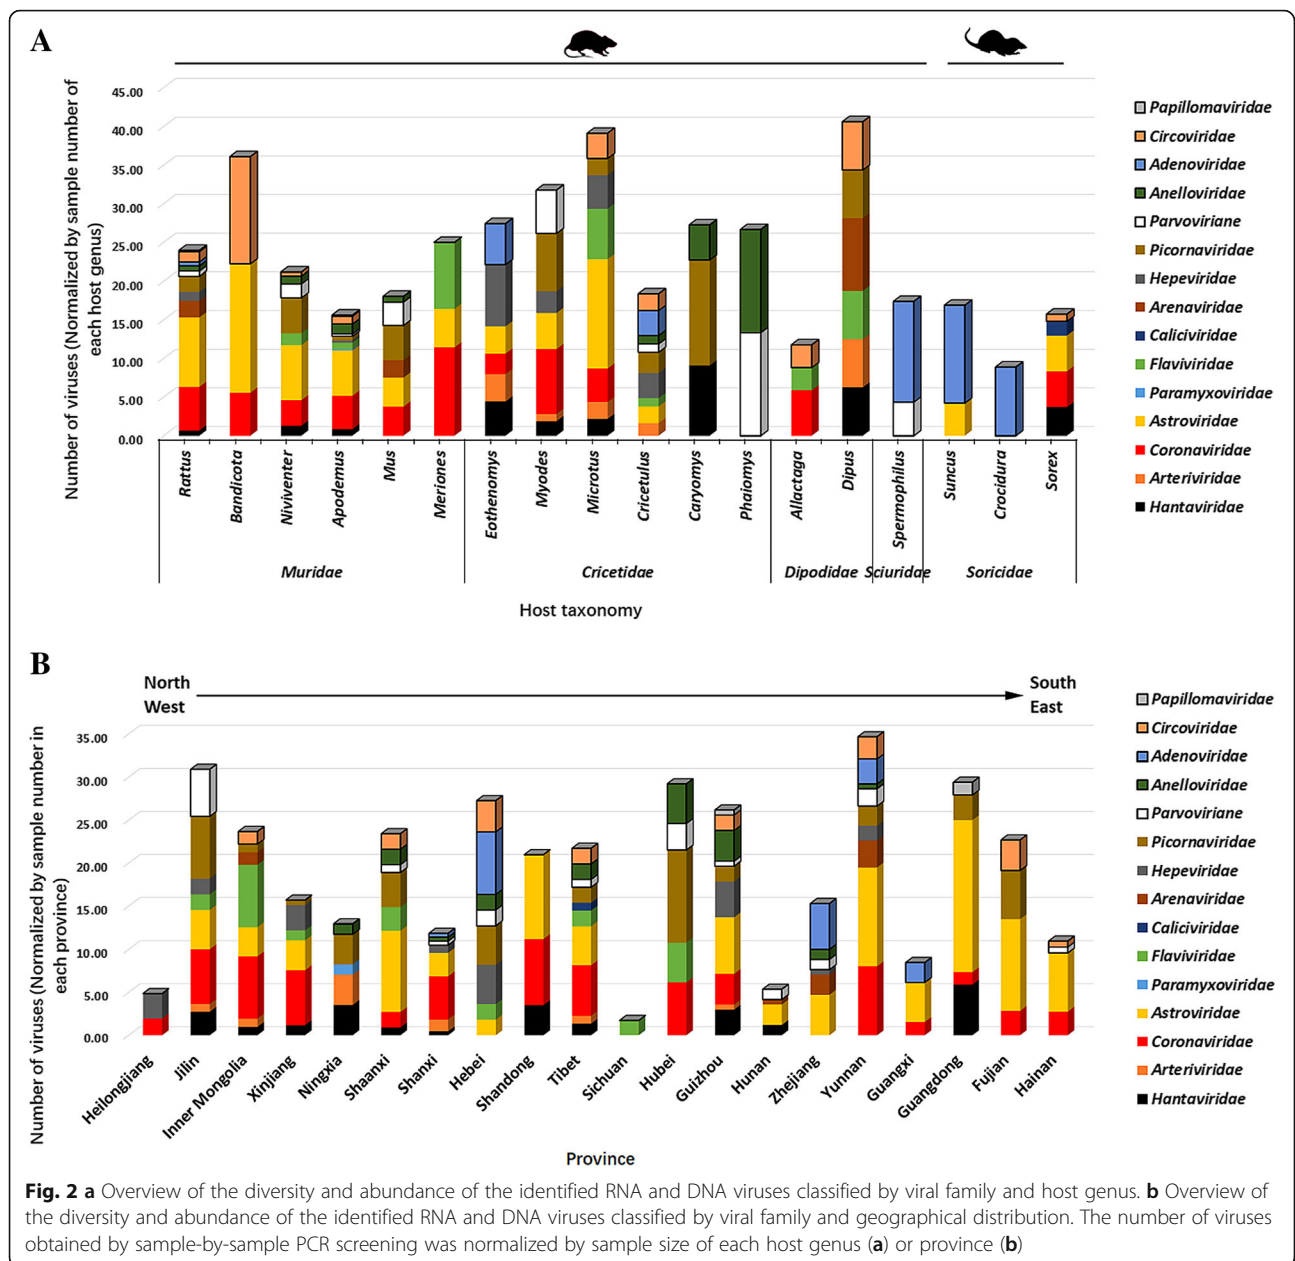 A
Number of viruses (Normalized by sample number of
each host genus)
45.00
40.00
35.00
30.00
25.00
20.00
15.00
10.00
5.00
0.00
Rattus
Bandicota
Niviventer
Apodemus
Mus
Meriones
Eothenomys
Myodes
Microtus
Cricetulus
Caryomys
Phaiomys
Allactaga
Dipus
Spermophilus
Suncus
Crocidura
Sorex
Muridae
Cricetidae
Dipodidae
Sciuridae
Soricidae
Host taxonomy
Papillomaviridae
Circoviridae
Adenoviridae
Anelloviridae
Parvoviriane
Picornaviridae
Hepeviridae
Arenaviridae
Caliciviridae
Flaviviridae
Paramyxoviridae
Astroviridae
Coronaviridae
Arteriviridae
Hantaviridae
B
North
West
South
East
Number of viruses (Normalized by sample number in
each province)
35.00
30.00
25.00
20.00
15.00
10.00
5.00
0.00
Heilongjiang
Jilin
Inner Mongolia
Xinjiang
Ningxia
Shaanxi
Shanxi
Hebei
Shandong
Tibet
Sichuan
Hubei
Guizhou
Hunan
Zhejiang
Yunnan
Guangxi
Guangdong
Fujian
Hainan
Province
Papillomaviridae
Circoviridae
Adenoviridae
Anelloviridae
Parvoviriane
Picornaviridae
Hepeviridae
Arenaviridae
Caliciviridae
Flaviviridae
Paramyxoviridae
Astroviridae
Coronaviridae
Arteriviridae
Hantaviridae
Fig. 2 a Overview of the diversity and abundance of the identified RNA and DNA viruses classified by viral family and host genus. b Overview of
the diversity and abundance of the identified RNA and DNA viruses classified by viral family and geographical distribution. The number of viruses
obtained by sample-by-sample PCR screening was normalized by sample size of each host genus (a) or province (b)